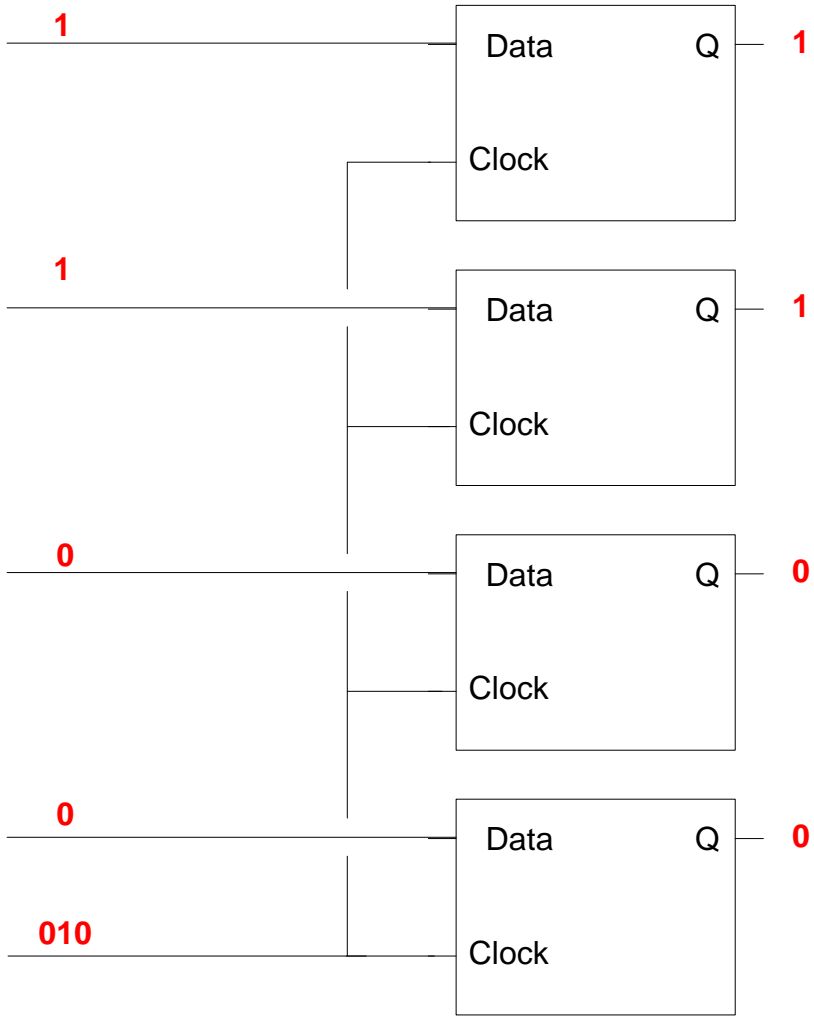 1
Data Q 1
Clock
1
Data Q 1
Clock
0
Data Q 0
Clock
0
Data Q 0
010
Clock